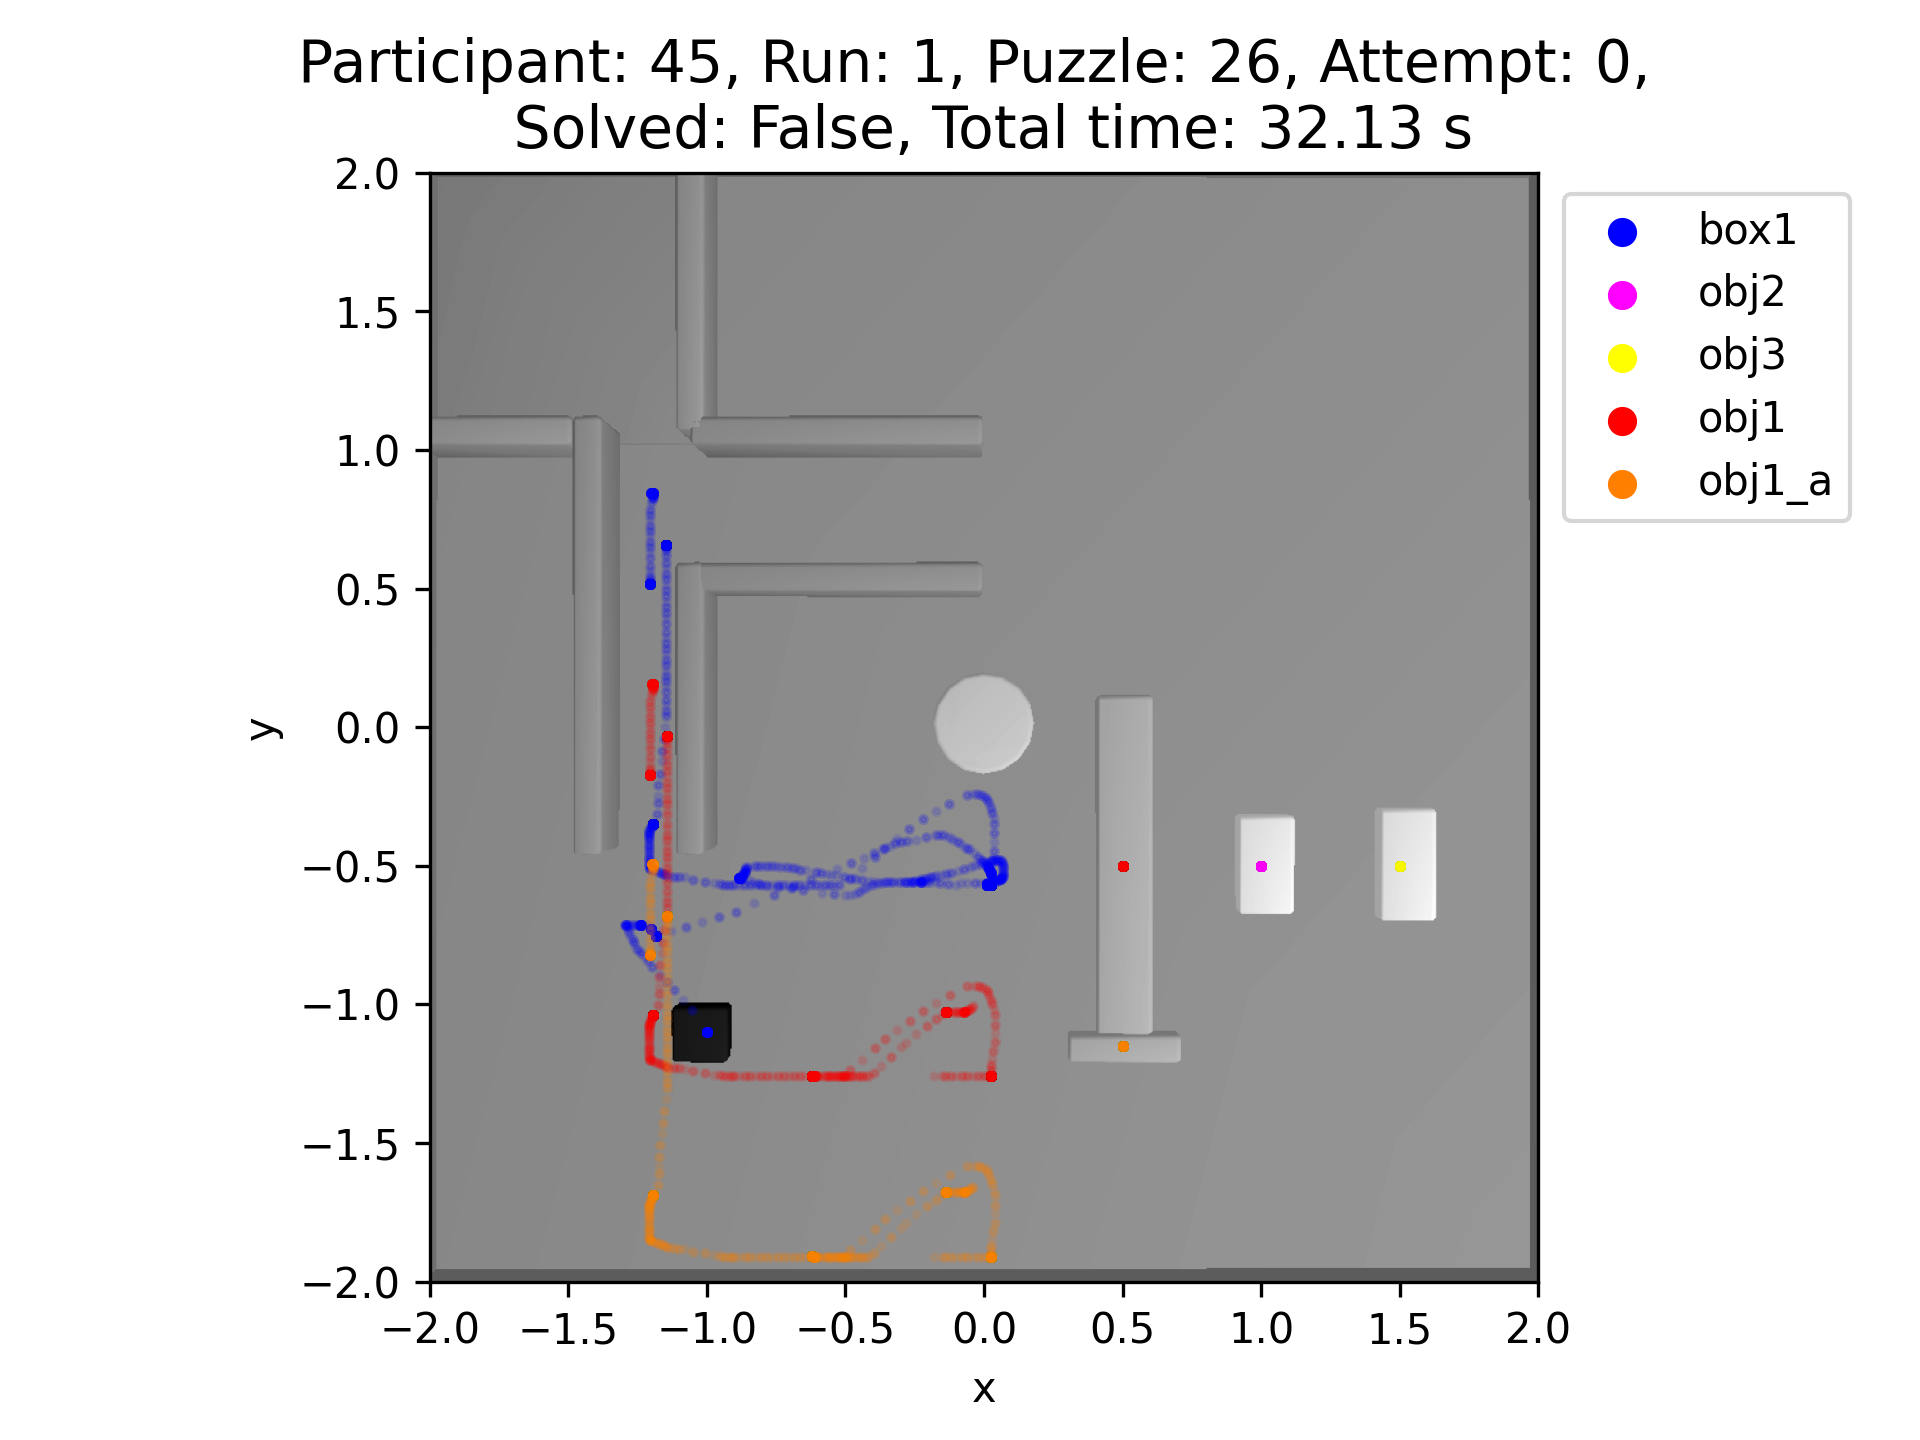 Participant: 45, Run: 1, Puzzle: 26, Attempt: 0,
Solved: False, Total time: 32.13 s
2.0
1.5
1.0
0.5
0.0
−0.5
−1.0
−1.5
−2.0
y
−2.0 −1.5 −1.0 −0.5 0.0 0.5 1.0 1.5 2.0
x
box1
obj2
obj3
obj1
obj1_a